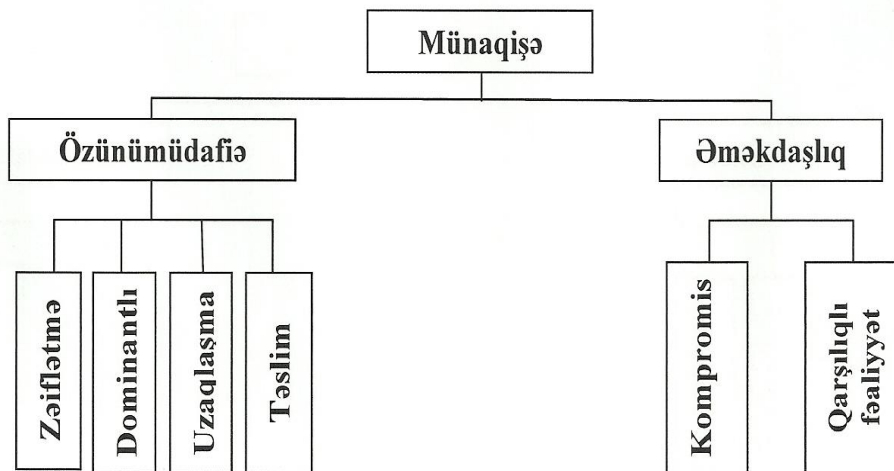 Münaqişə
Özünümüdafiə
Əməkdaşlıq
Zəiflətmə
Dominantlı
Uzaqlaşma
Təslim
Kompromis
Qarşılıqlı
fəaliyyət